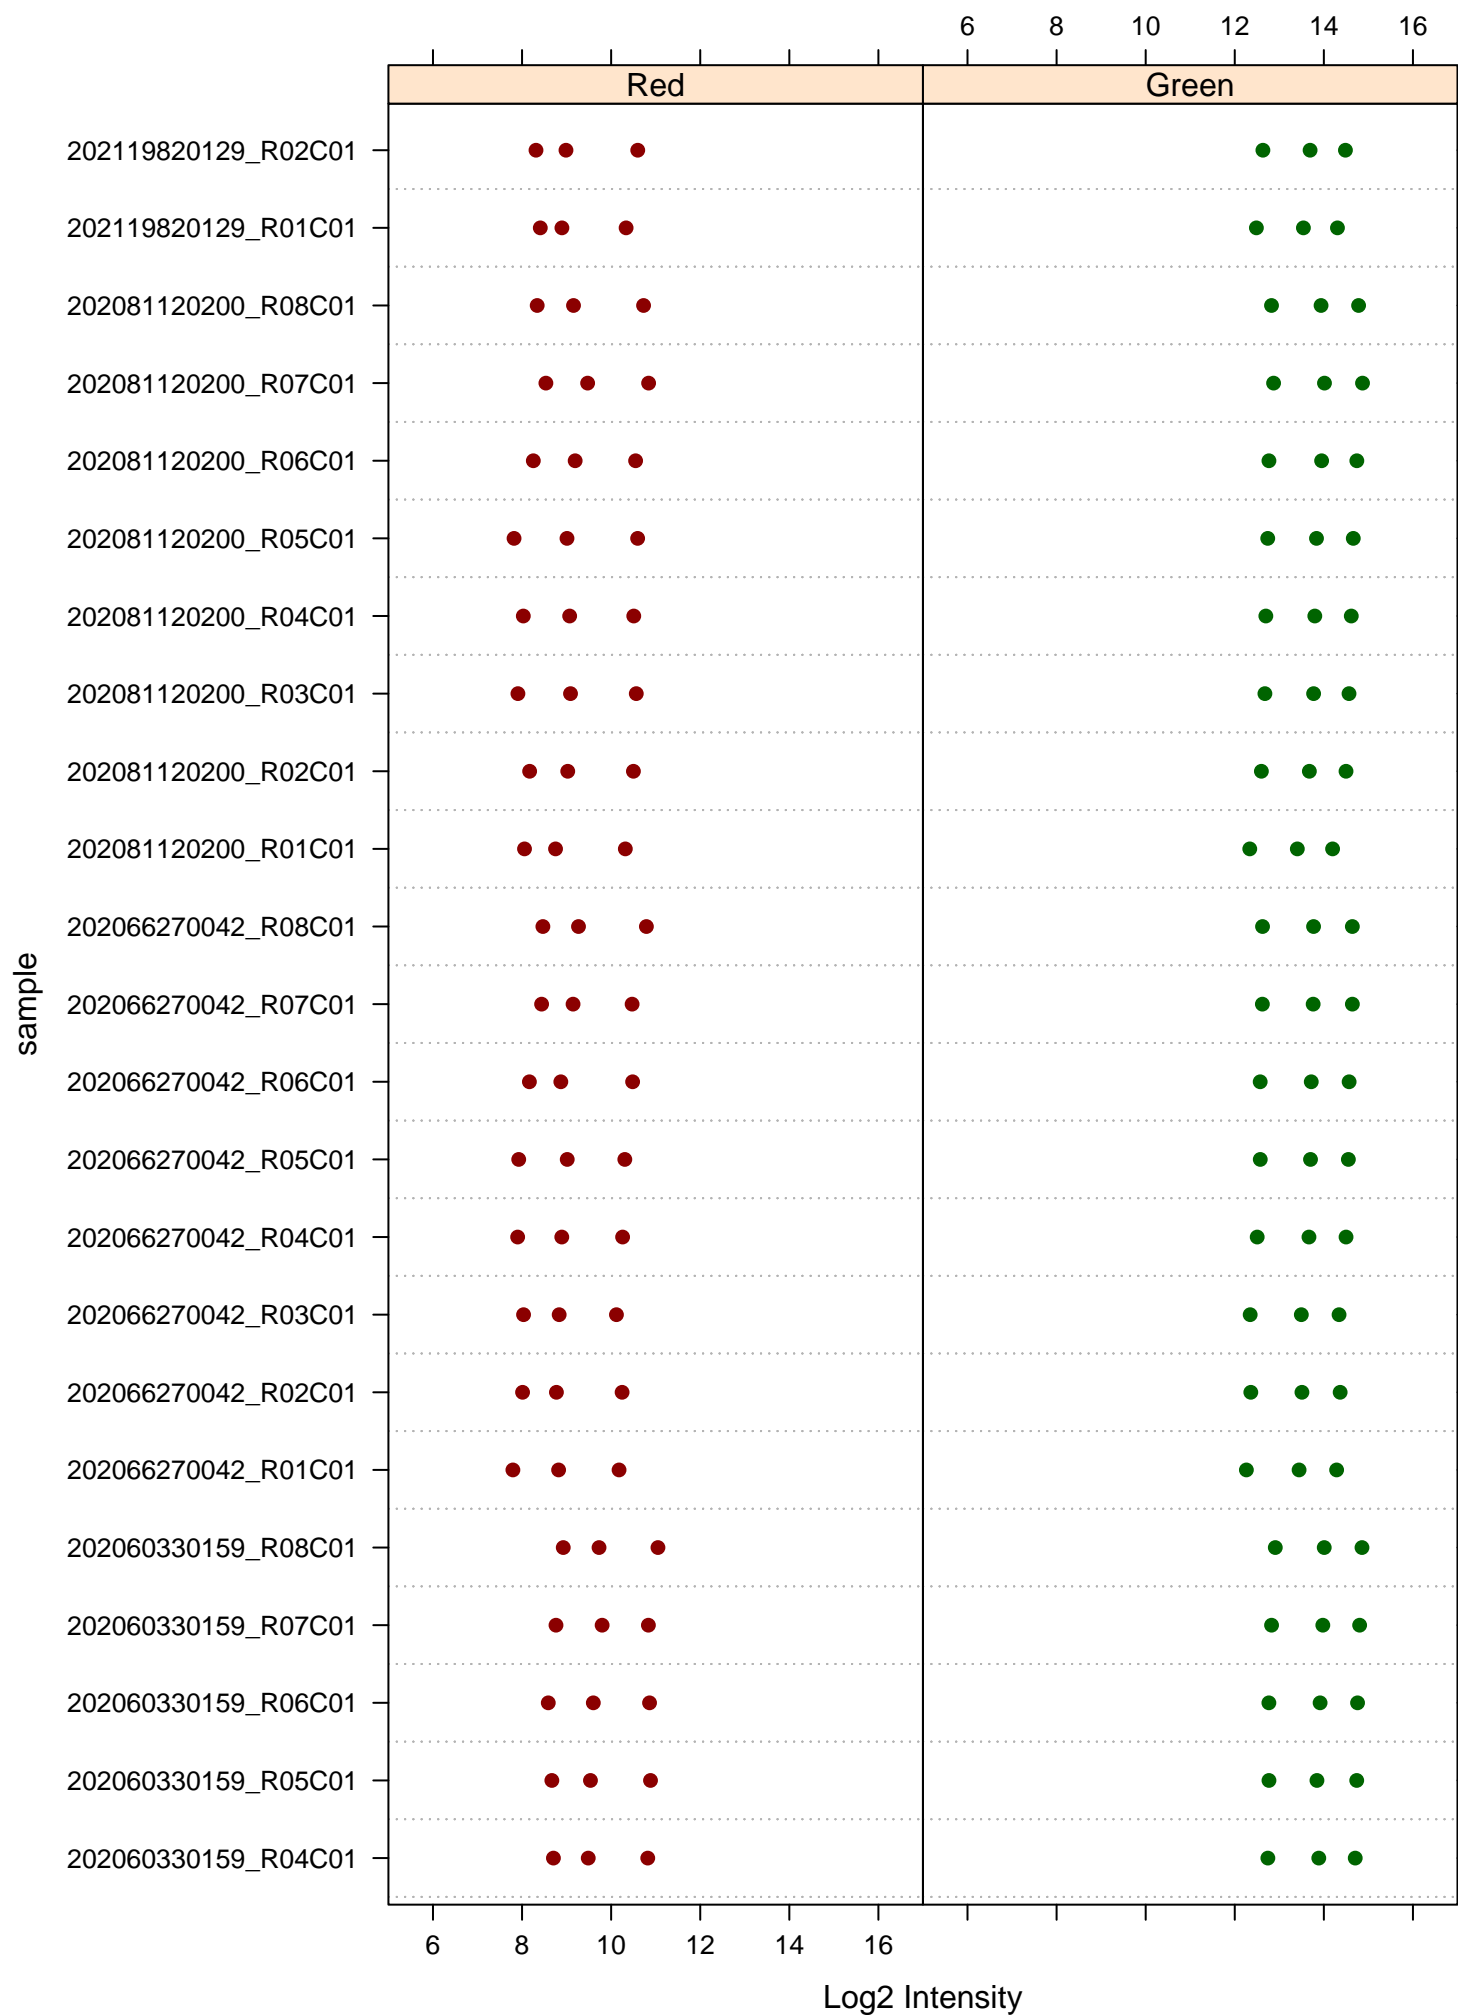 6 8 10 12 14 16
Red Green
202119820129_R02C01
202119820129_R01C01
202081120200_R08C01
202081120200_R07C01
202081120200_R06C01
202081120200_R05C01
202081120200_R04C01
202081120200_R03C01
202081120200_R02C01
202081120200_R01C01
202066270042_R08C01
202066270042_R07C01
202066270042_R06C01
202066270042_R05C01
202066270042_R04C01
202066270042_R03C01
202066270042_R02C01
202066270042_R01C01
202060330159_R08C01
202060330159_R07C01
202060330159_R06C01
202060330159_R05C01
202060330159_R04C01
sample
6 8 10 12 14 16
Log2 Intensity